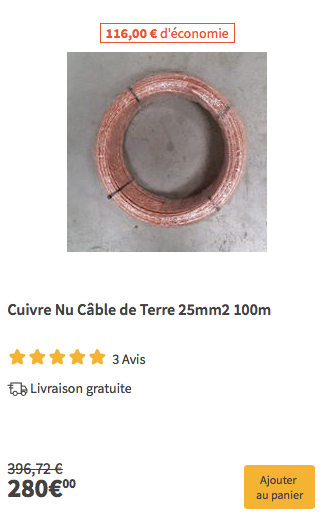 116,00 € d'économie
Cuivre Nu Câble de Terre 25mm2 100m
3 Avis
Livraison gratuite
396,72 €
280€00
Ajouter
au panier